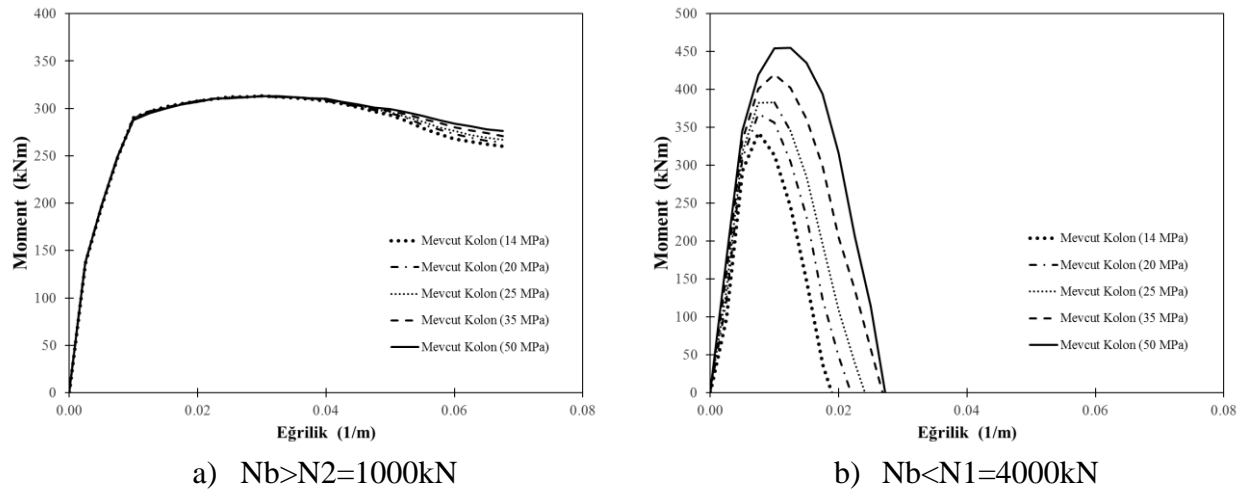 400
350
300
250
200
150
100
50
0
Moment (kNm)
0.00 0.02 0.04 0.06 0.08
Eğrilik (1/m)
Mevcut Kolon (14 MPa)
Mevcut Kolon (20 MPa)
Mevcut Kolon (25 MPa)
Mevcut Kolon (35 MPa)
Mevcut Kolon (50 MPa)
a) Nb>N2=1000kN
500
450
400
350
300
250
200
150
100
50
0
Moment (kNm)
0.00 0.02 0.04 0.06 0.08
Eğrilik (1/m)
Mevcut Kolon (14 MPa)
Mevcut Kolon (20 MPa)
Mevcut Kolon (25 MPa)
Mevcut Kolon (35 MPa)
Mevcut Kolon (50 MPa)
b) Nb<N1=4000kN